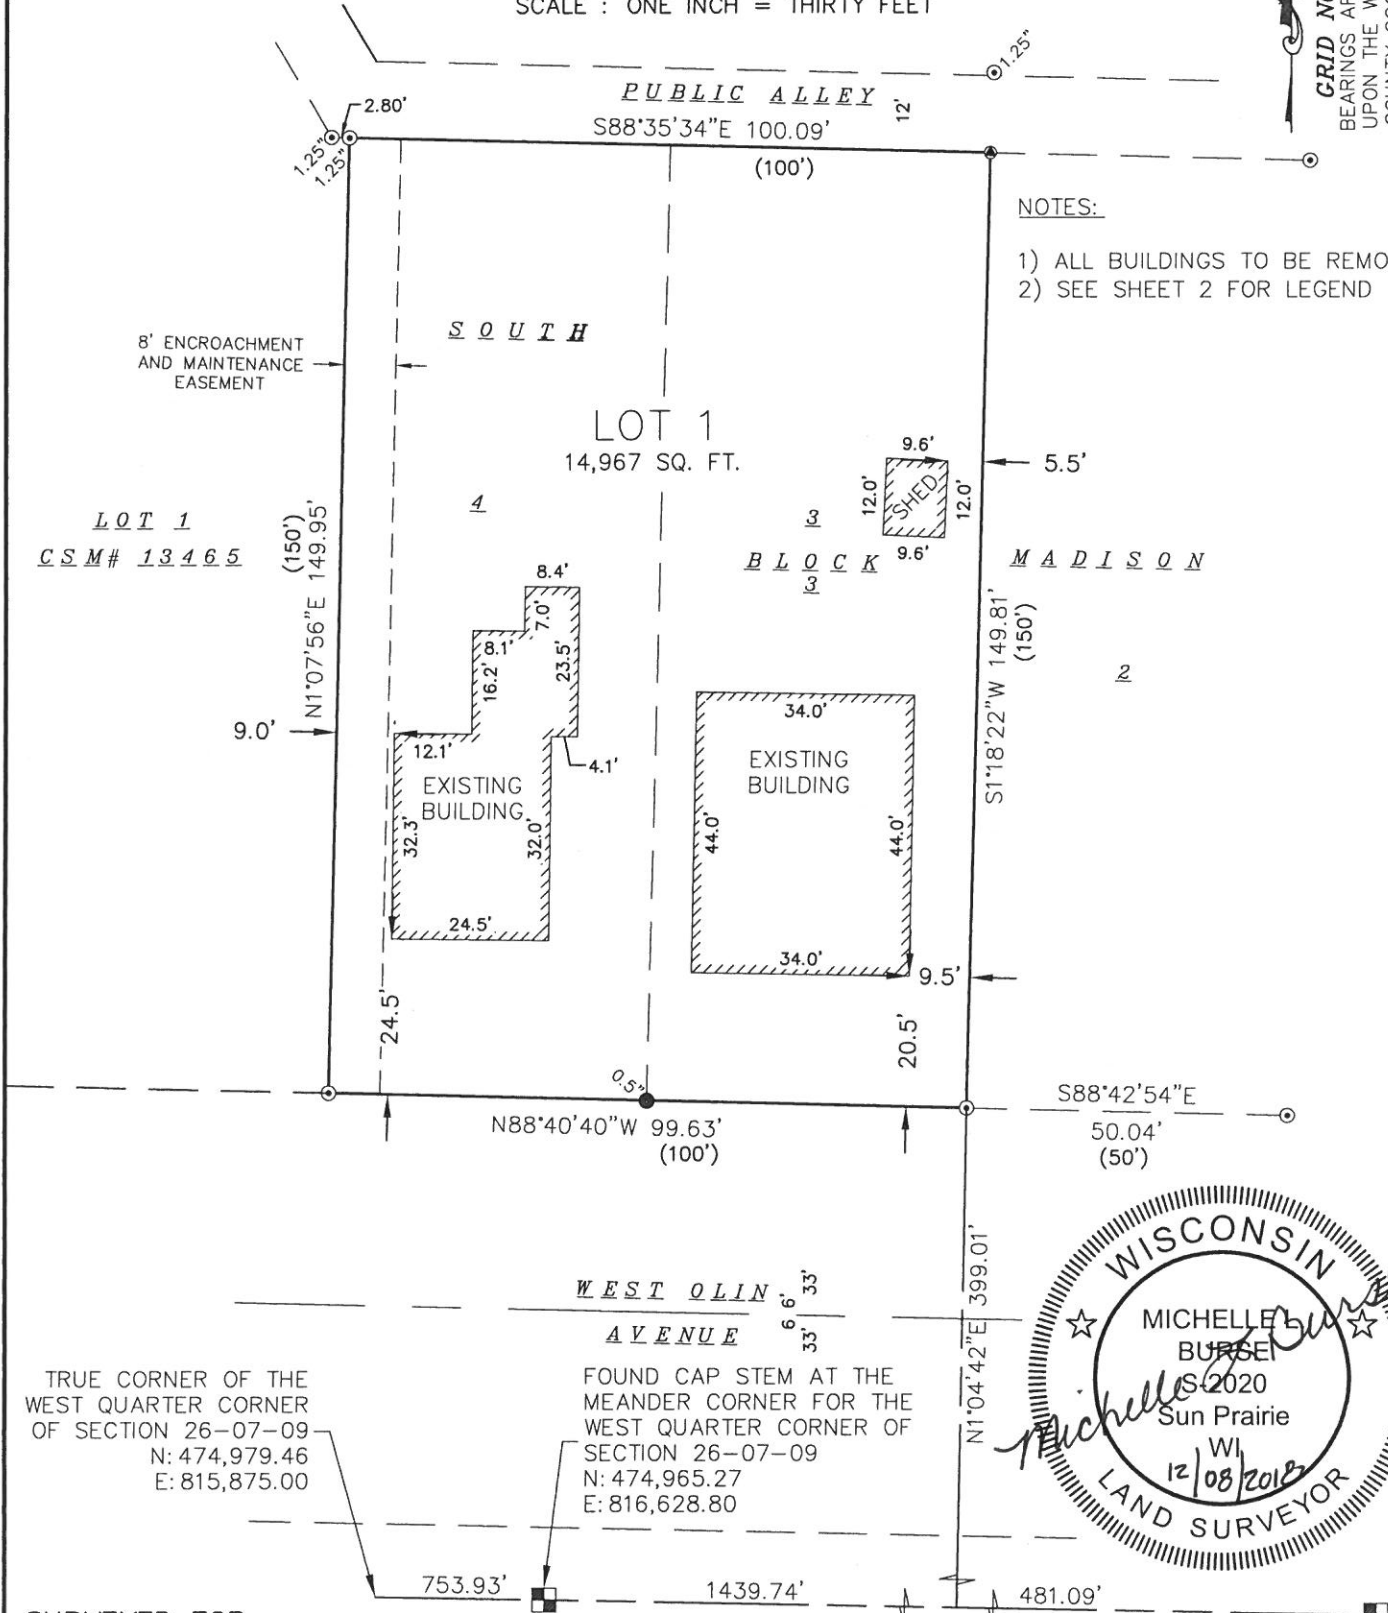 SCALE : ONE INCH = THIRTY FEET
GRID
BEARINGS
UPON THE
1.25"
PUBLIC ALLEY
12'
2.80'
S88°35'34"E 100.09'
(100')
1.25"
1.25"
NOTES:
1) ALL BUILDINGS TO BE REMO
2) SEE SHEET 2 FOR LEGEND
SOUTH
8' ENCROACHMENT
AND MAINTENANCE
EASEMENT
LOT 1
14,967 SQ. FT.
9.6'
5.5'
12.0'
SHED
12.0'
9.6'
4
3
LOT 1
CSM# 13465
(150')
N1°07'56"E 149.95'
BLOCK
3
MADISON
S1°18'22"W 149.81'
(150')
2
8.4'
7.0'
8.1'
16.2'
23.5'
9.0'
12.1'
4.1'
34.0'
EXISTING
BUILDING
EXISTING
BUILDING
32.3'
32.0'
44.0'
44.0'
24.5'
34.0'
9.5'
24.5'
20.5'
0.5"
N88°40'40"W 99.63'
(100')
S88°42'54"E
50.04'
(50')
N1°04'42"E 399.01'
WEST OLIN
AVENUE
66'
33'
33'
WISCONSIN
MICHELLE L
BURSE
S-2020
Sun Prairie
WI
12/08/2018
LAND SURVEYOR
Michelle L Burse
TRUE CORNER OF THE
WEST QUARTER CORNER
OF SECTION 26-07-09
N: 474,979.46
E: 815,875.00
FOUND CAP STEM AT THE
MEANDER CORNER FOR THE
WEST QUARTER CORNER OF
SECTION 26-07-09
N: 474,965.27
E: 816,628.80
753.93'
1439.74'
481.09'